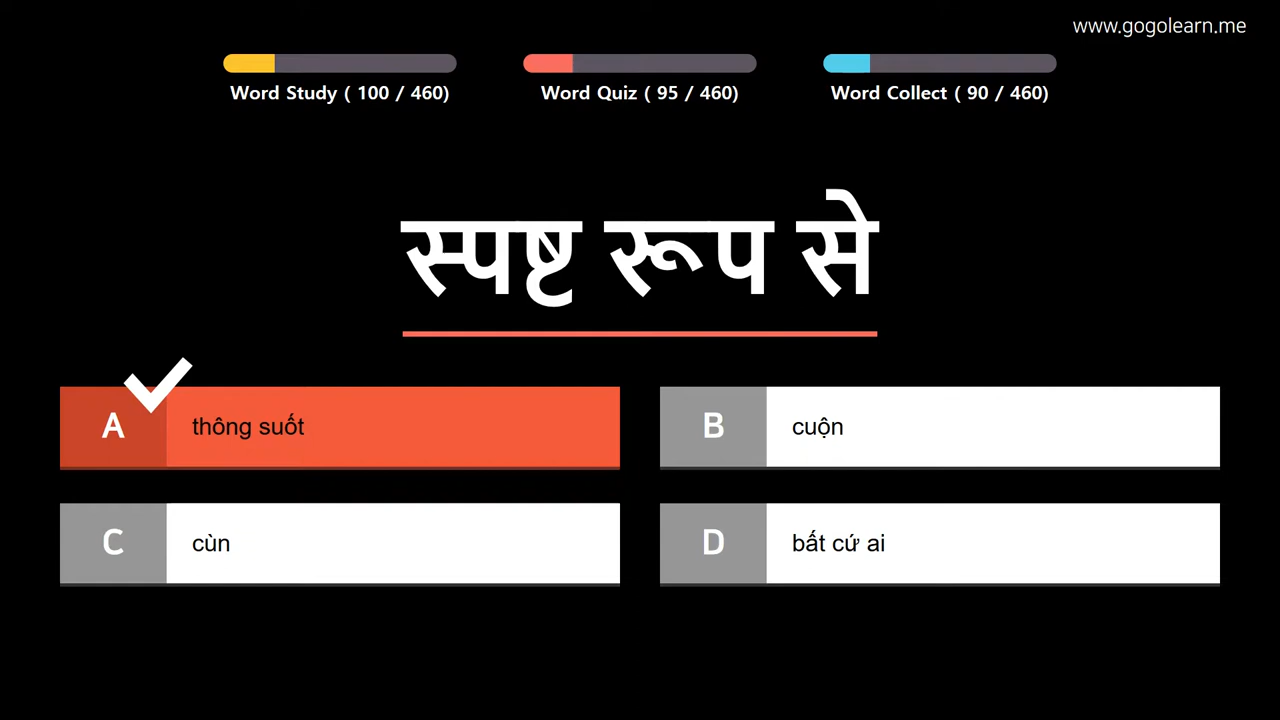 www.gogolearn.me
Word Study ( 100 / 460)
Word Quiz ( 95 / 460)
Word Collect ( 90 / 460)
स्पष्ट रूप से
A thông suốt
B cuộn
C cùn
D bất cứ ai